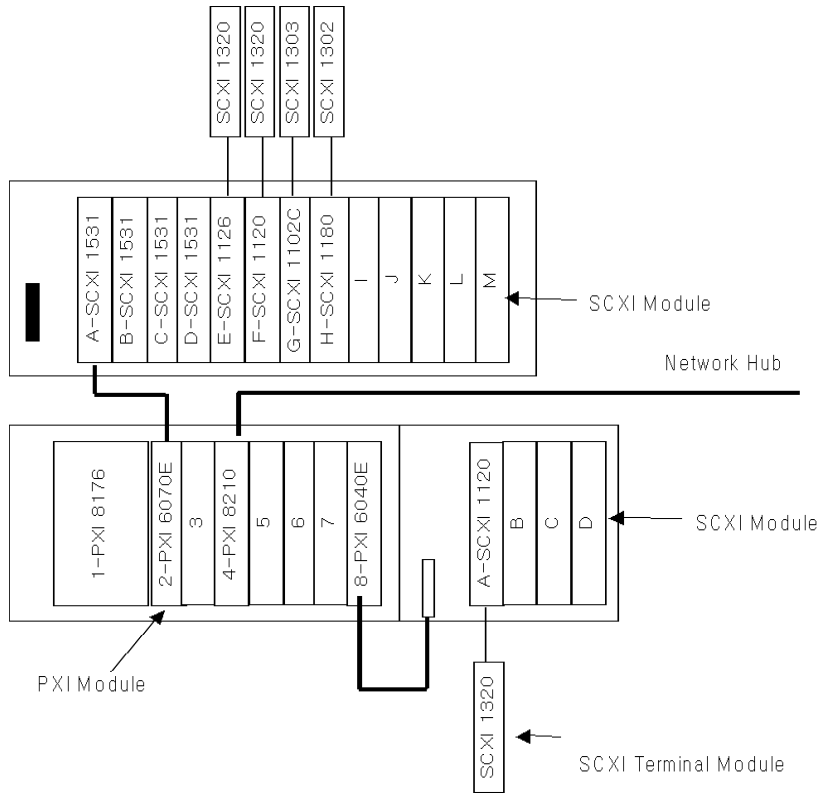 SCXI 1320
SCXI 1320
SCXI 1303
SCXI 1302
A-SCXI 1531
B-SCXI 1531
C-SCXI 1531
D-SCXI 1531
E-SCXI 1126
F-SCXI 1120
G-SCXI 1102C
H-SCXI 1180
I
J
K
L
M
SCXI Module
Network Hub
1-PXI 8176
2-PXI 6070E
3
4-PXI 8210
5
6
7
8-PXI 6040E
A-SCXI 1120
B
C
D
SCXI Module
PXI Module
SCXI 1320
SCXI Terminal Module